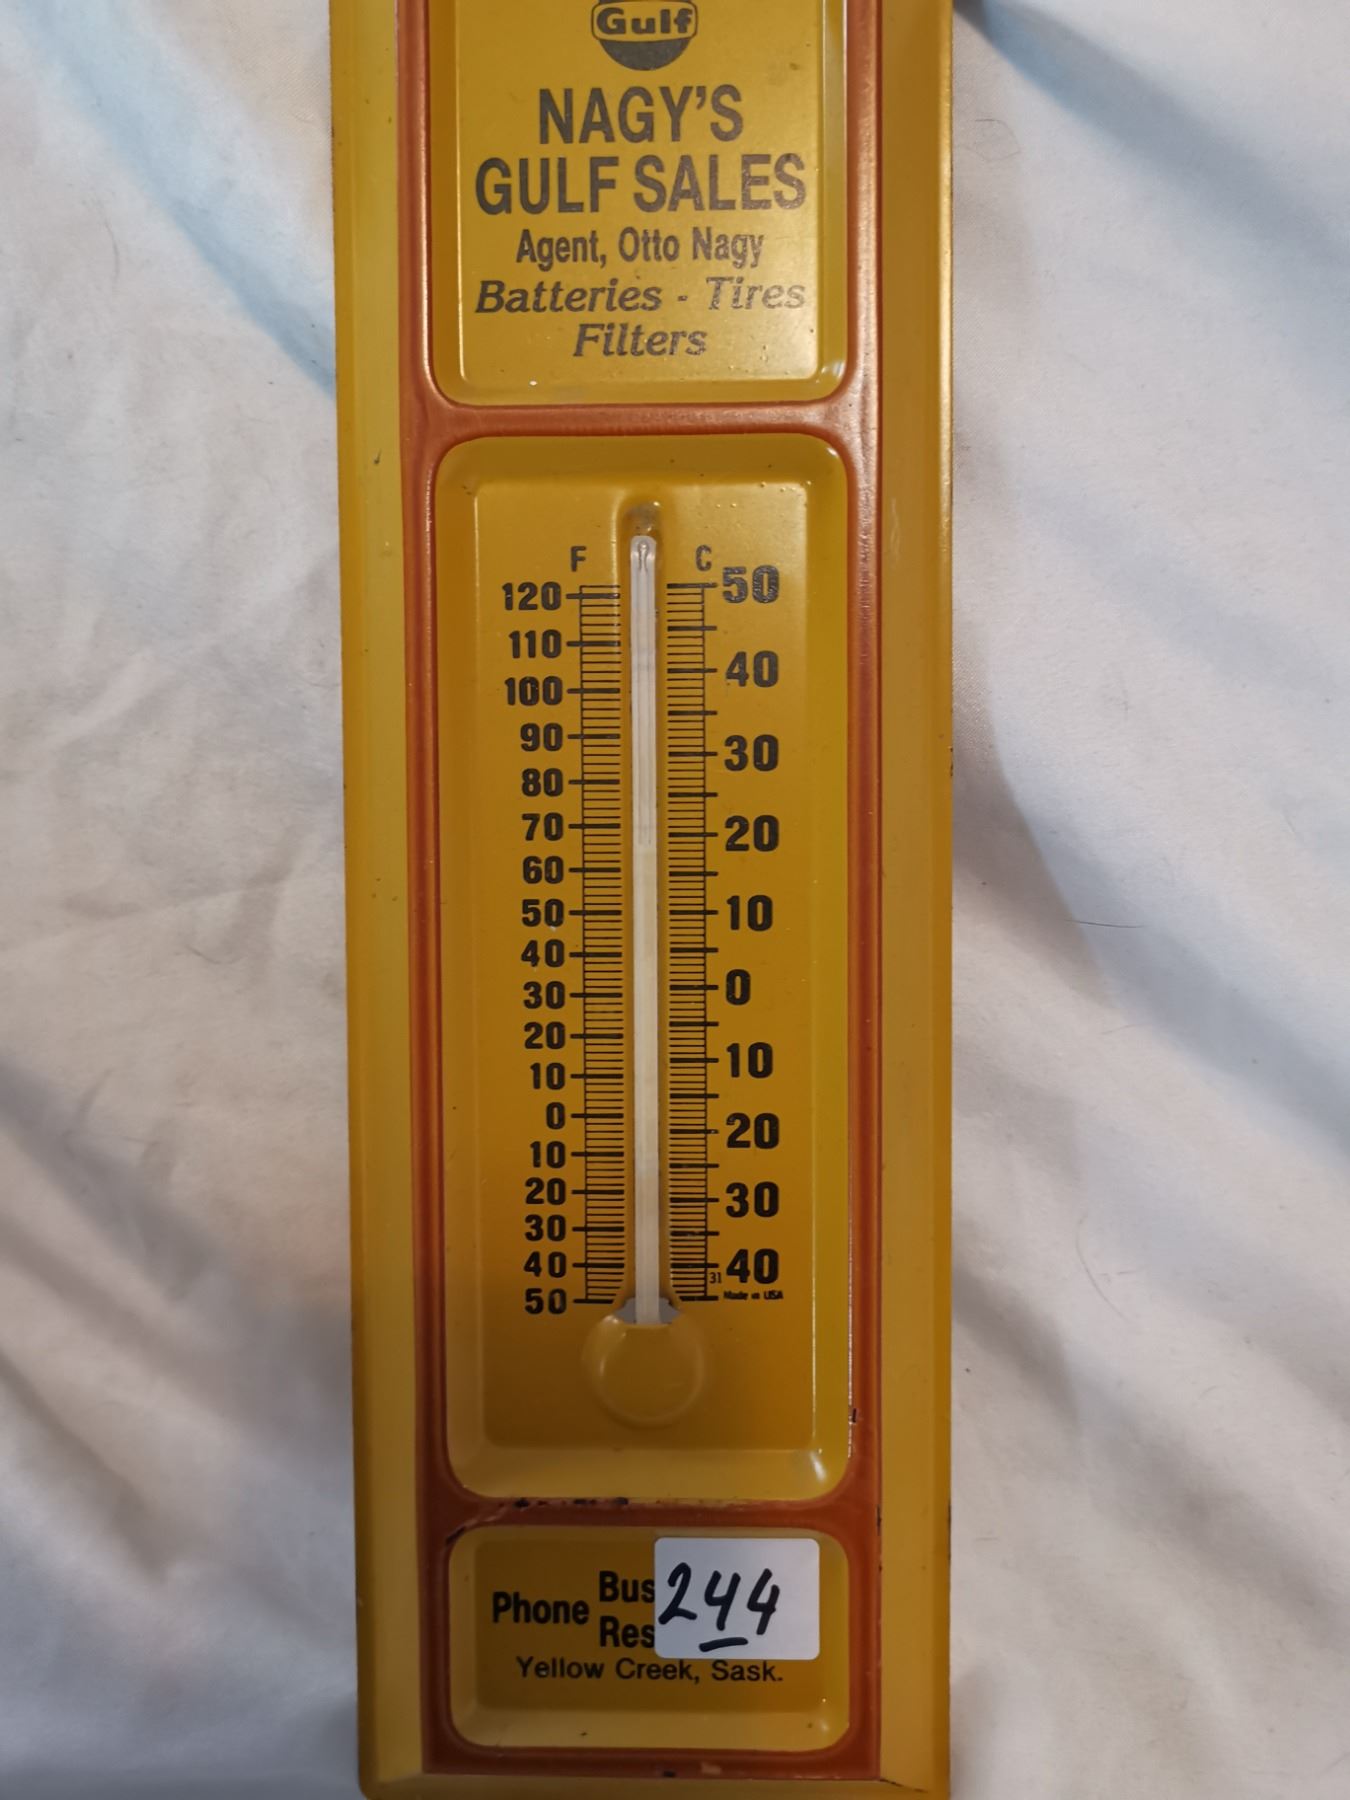 Gulf
NAGY'S
GULF SALES
Agent, Otto Nagy
Batteries - Tires
Filters
F C
120 50
110
100 40
90 30
80
70 20
60
50 10
40
30 0
20
10 10
0
10 20
20 30
30
40 31 40
50 Made in USA
Phone Bus 244
Res
Yellow Creek, Sask.